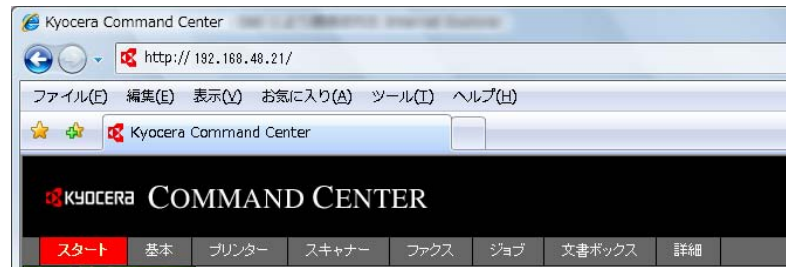 Kyocera Command Center
http:// 192.168.48.21/
ファイル(F) 編集(E) 表示(V) お気に入り(A) ツール(T) ヘルプ(H)
Kyocera Command Center
KYOCERA COMMAND CENTER
スタート 基本 プリンター スキャナー ファクス ジョブ 文書ボックス 詳細